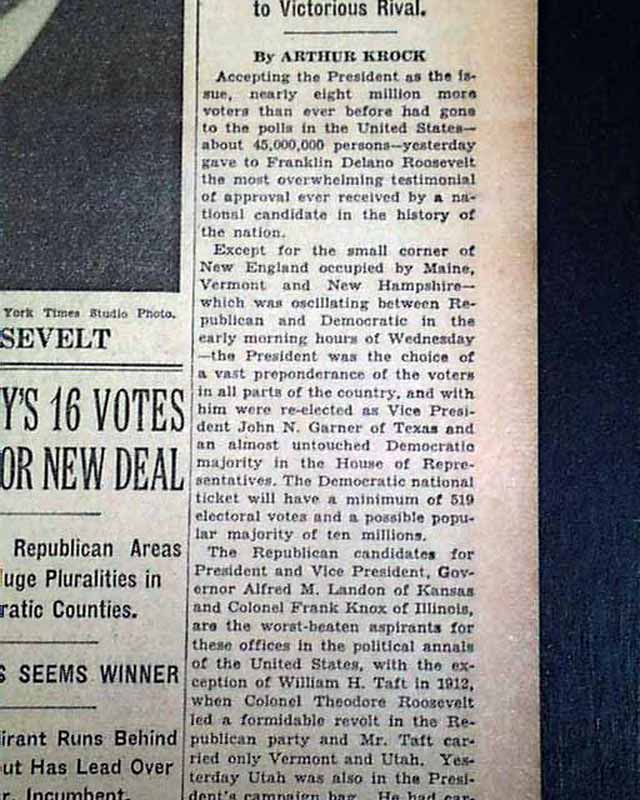 York Times Studio Photo.
SEVELT
Y'S 16 VOTES
OR NEW DEAL
Republican Areas
uge Pluralities in
ratic Counties.
S SEEMS WINNER
irant Runs Behind
ut Has Lead Over
r. Incumbent.
to Victorious Rival.
By ARTHUR KROCK
Accepting the President as the is-
sue, nearly eight million more
voters than ever before had gone
to the polls in the United States—
about 45,000,000 persons—yesterday
gave to Franklin Delano Roosevelt
the most overwhelming testimonial
of approval ever received by a na-
tional candidate in the history of
the nation.
Except for the small corner of
New England occupied by Maine,
Vermont and New Hampshire—
which was oscillating between Re-
publican and Democratic in the
early morning hours of Wednesday
—the President was the choice of
a vast preponderance of the voters
in all parts of the country, and with
him were re-elected as Vice Presi-
dent John N. Garner of Texas and
an almost untouched Democratic
majority in the House of Repre-
sentatives. The Democratic national
ticket will have a minimum of 519
electoral votes and a possible popu-
lar majority of ten millions.
The Republican candidates for
President and Vice President, Gov-
ernor Alfred M. Landon of Kansas
and Colonel Frank Knox of Illinois,
are the worst-beaten aspirants for
these offices in the political annals
of the United States, with the ex-
ception of William H. Taft in 1912,
when Colonel Theodore Roosevelt
led a formidable revolt in the Re-
publican party and Mr. Taft car-
ried only Vermont and Utah. Yes-
terday Utah was also in the Presi-
dent's campaign bag. He had car-